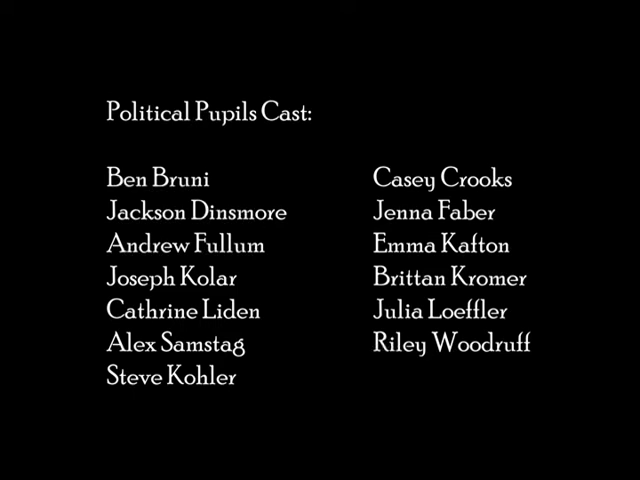 Political Pupils Cast:
Ben Bruni
Jackson Dinsmore
Andrew Fullum
Joseph Kolar
Cathrine Liden
Alex Samstag
Steve Kohler
Casey Crooks
Jenna Faber
Emma Kafton
Brittan Kromer
Julia Loeffler
Riley Woodruff